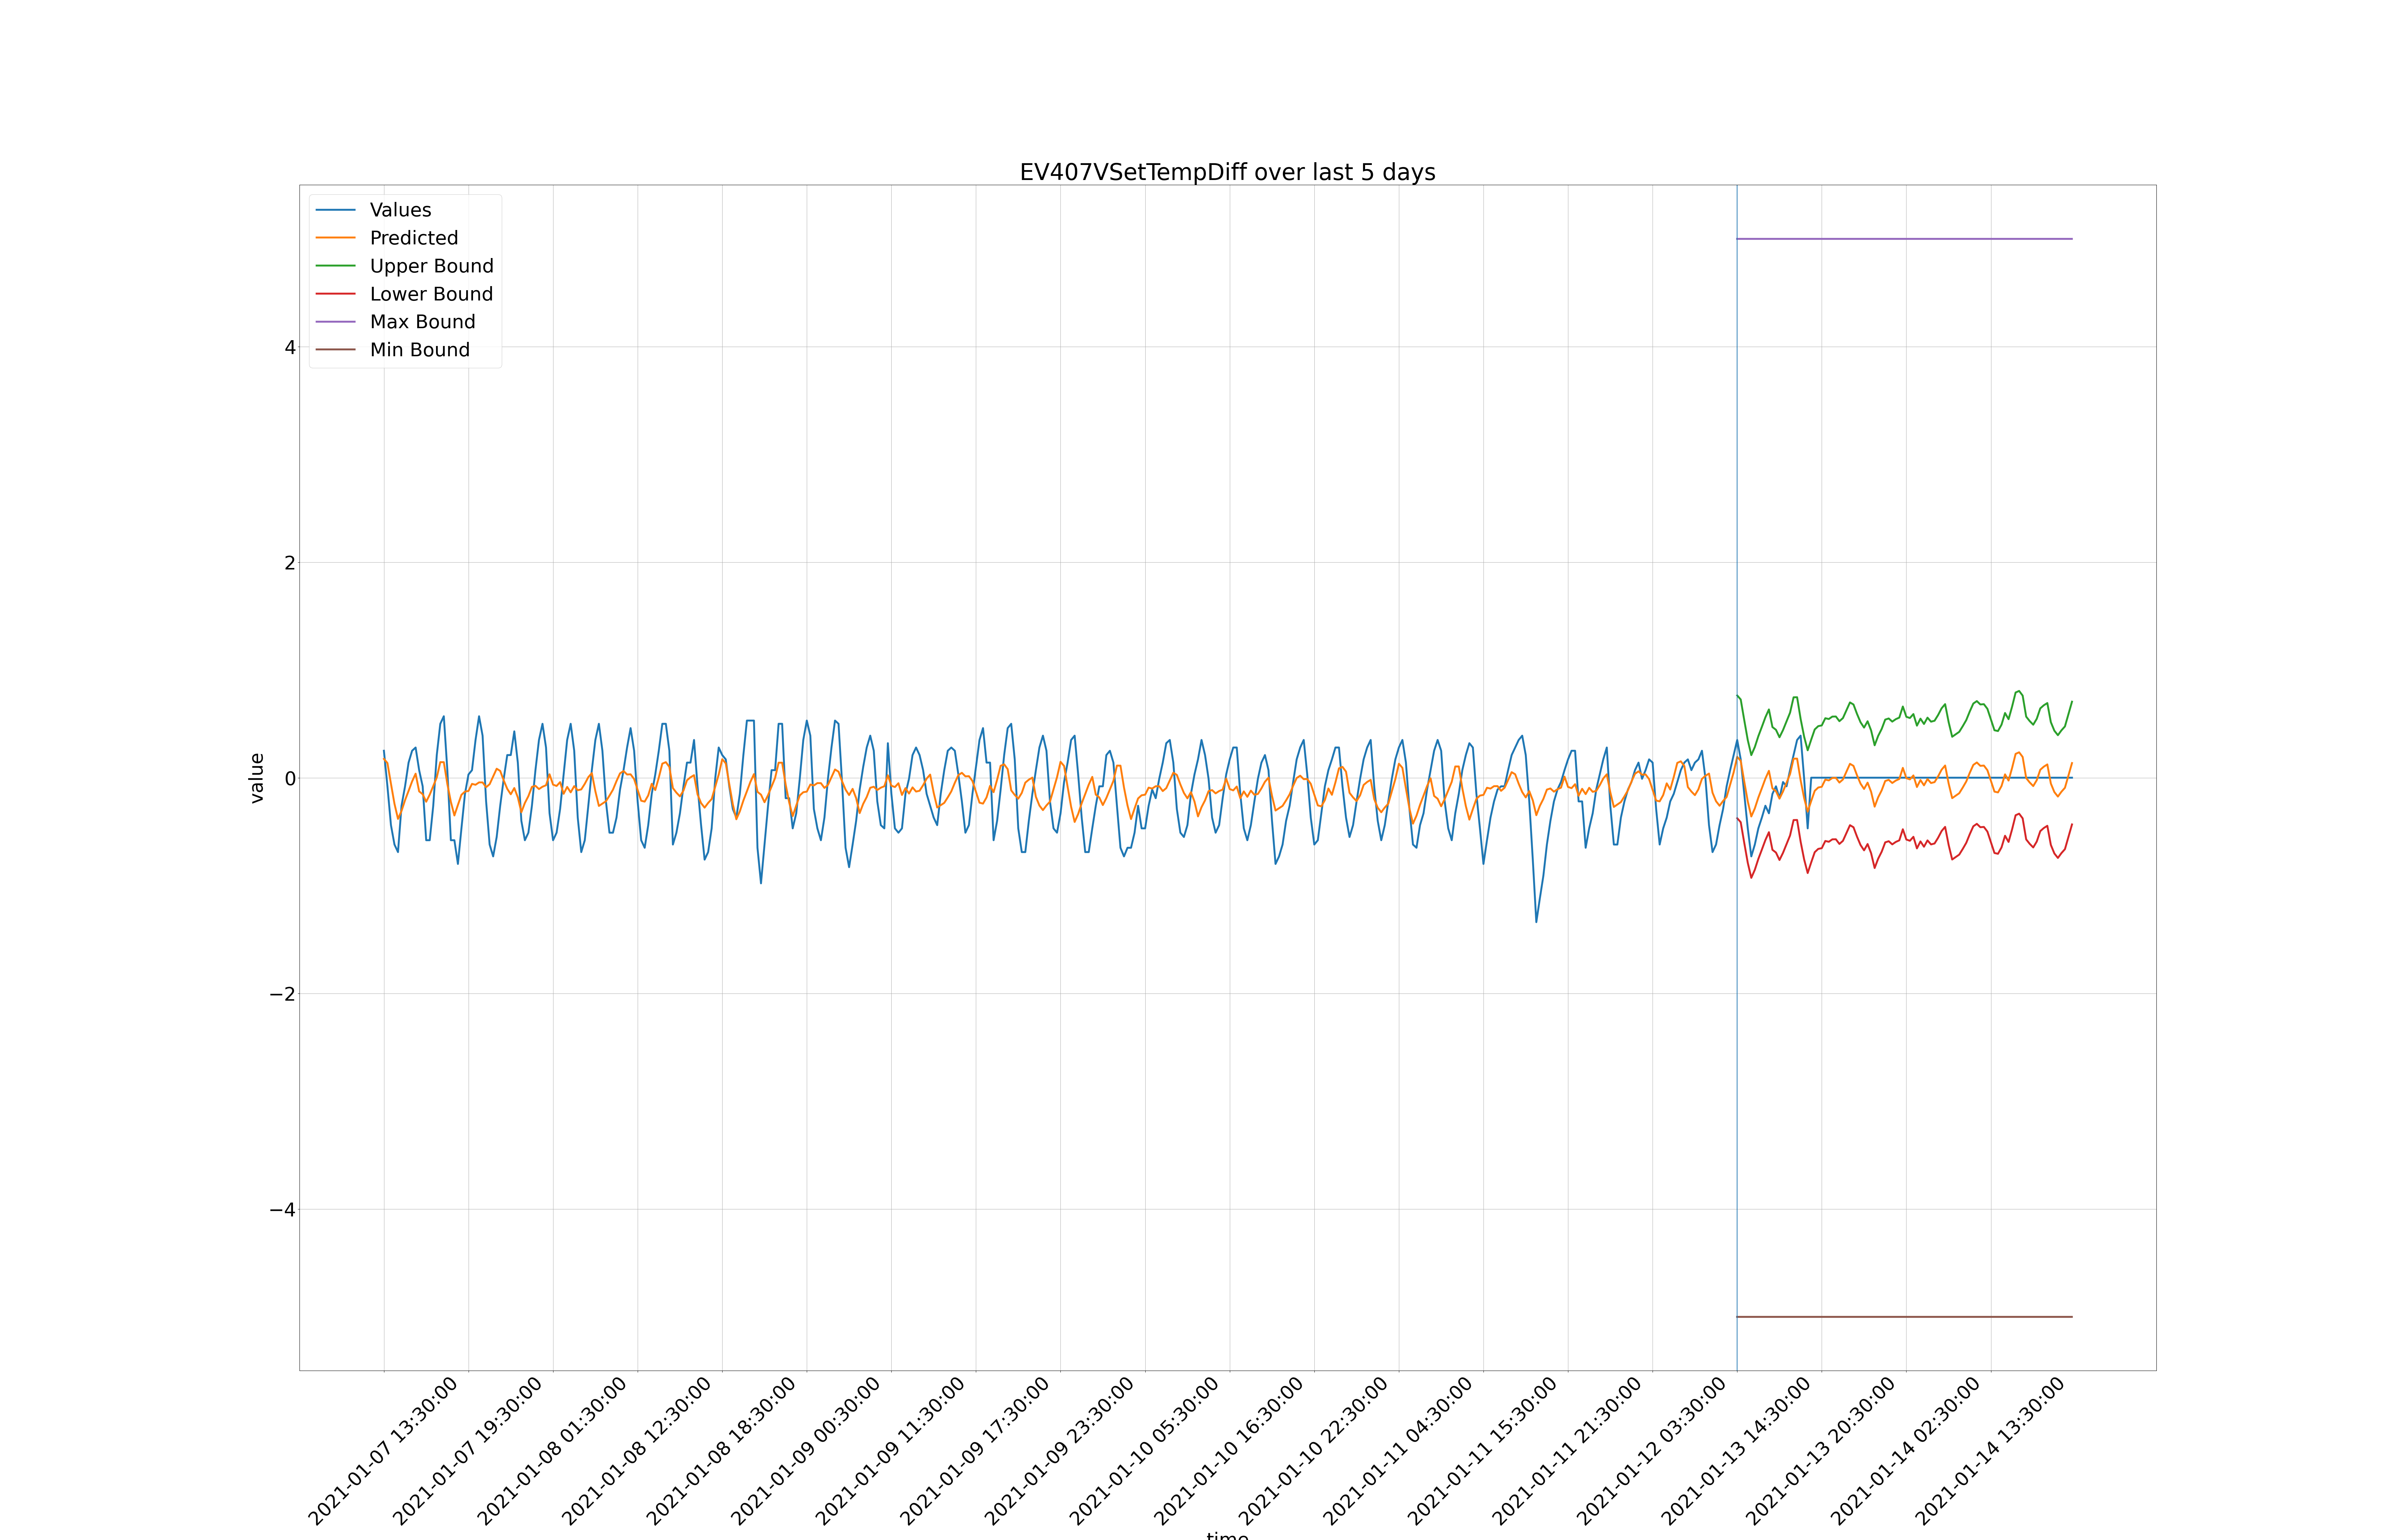 EV407VSetTempDiff over last 5 days
Values
Predicted
Upper Bound
Lower Bound
Max Bound
Min Bound
4
2
0
−2
−4
value
2021-01-07 13:30:00
2021-01-07 19:30:00
2021-01-08 01:30:00
2021-01-08 12:30:00
2021-01-08 18:30:00
2021-01-09 00:30:00
2021-01-09 11:30:00
2021-01-09 17:30:00
2021-01-09 23:30:00
2021-01-10 05:30:00
2021-01-10 16:30:00
2021-01-10 22:30:00
2021-01-11 04:30:00
2021-01-11 15:30:00
2021-01-11 21:30:00
2021-01-12 03:30:00
2021-01-13 14:30:00
2021-01-13 20:30:00
2021-01-14 02:30:00
2021-01-14 13:30:00
time